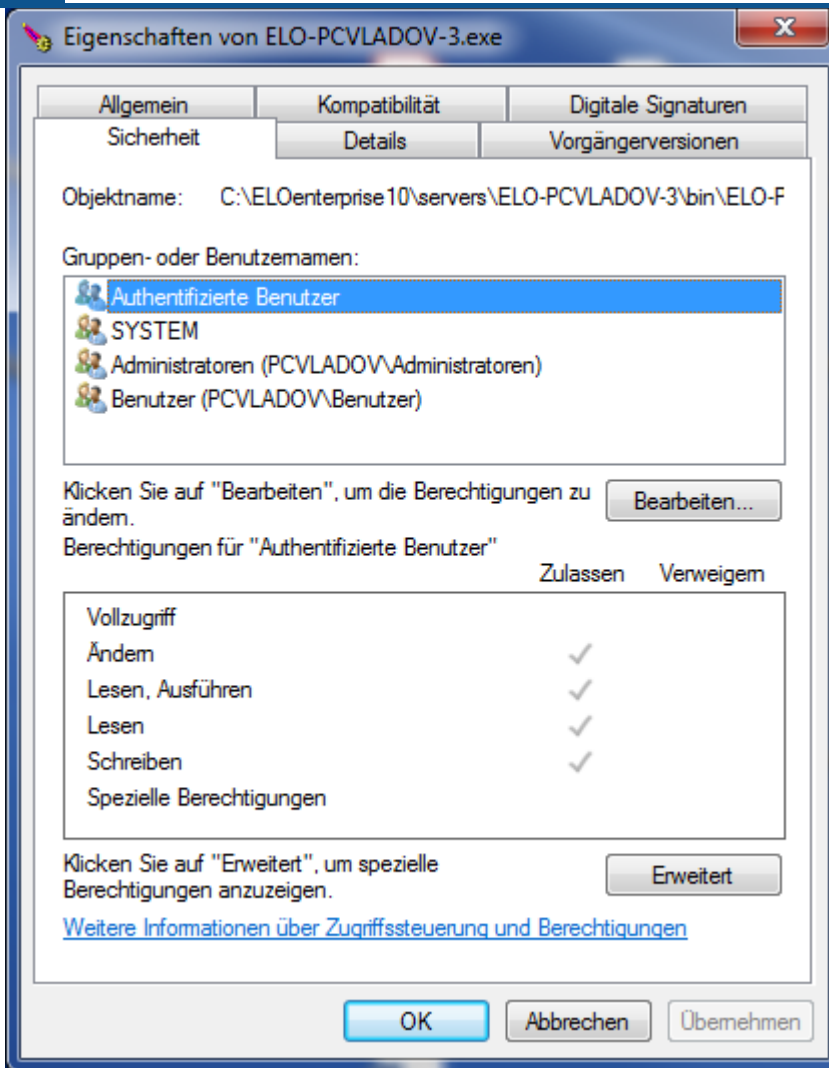 Eigenschaften von ELO-PCVLADOV-3.exe
Allgemein
Kompatibilität
Digitale Signaturen
Sicherheit
Details
Vorgängerversionen
Objektname: C:\ELOenterprise10\servers\ELO-PCVLADOV-3\bin\ELO-F
Gruppen- oder Benutzernamen:
Authentifizierte Benutzer
SYSTEM
Administratoren (PCVLADOV\Administratoren)
Benutzer (PCVLADOV\Benutzer)
Klicken Sie auf "Bearbeiten", um die Berechtigungen zu
ändern.
Bearbeiten...
Berechtigungen für "Authentifizierte Benutzer"
Zulassen Verweigern
Vollzugriff
Ändern
Lesen, Ausführen
Lesen
Schreiben
Spezielle Berechtigungen
Klicken Sie auf "Erweitert", um spezielle
Berechtigungen anzuzeigen.
Erweitert
Weitere Informationen über Zugriffssteuerung und Berechtigungen
OK
Abbrechen
Übernehmen